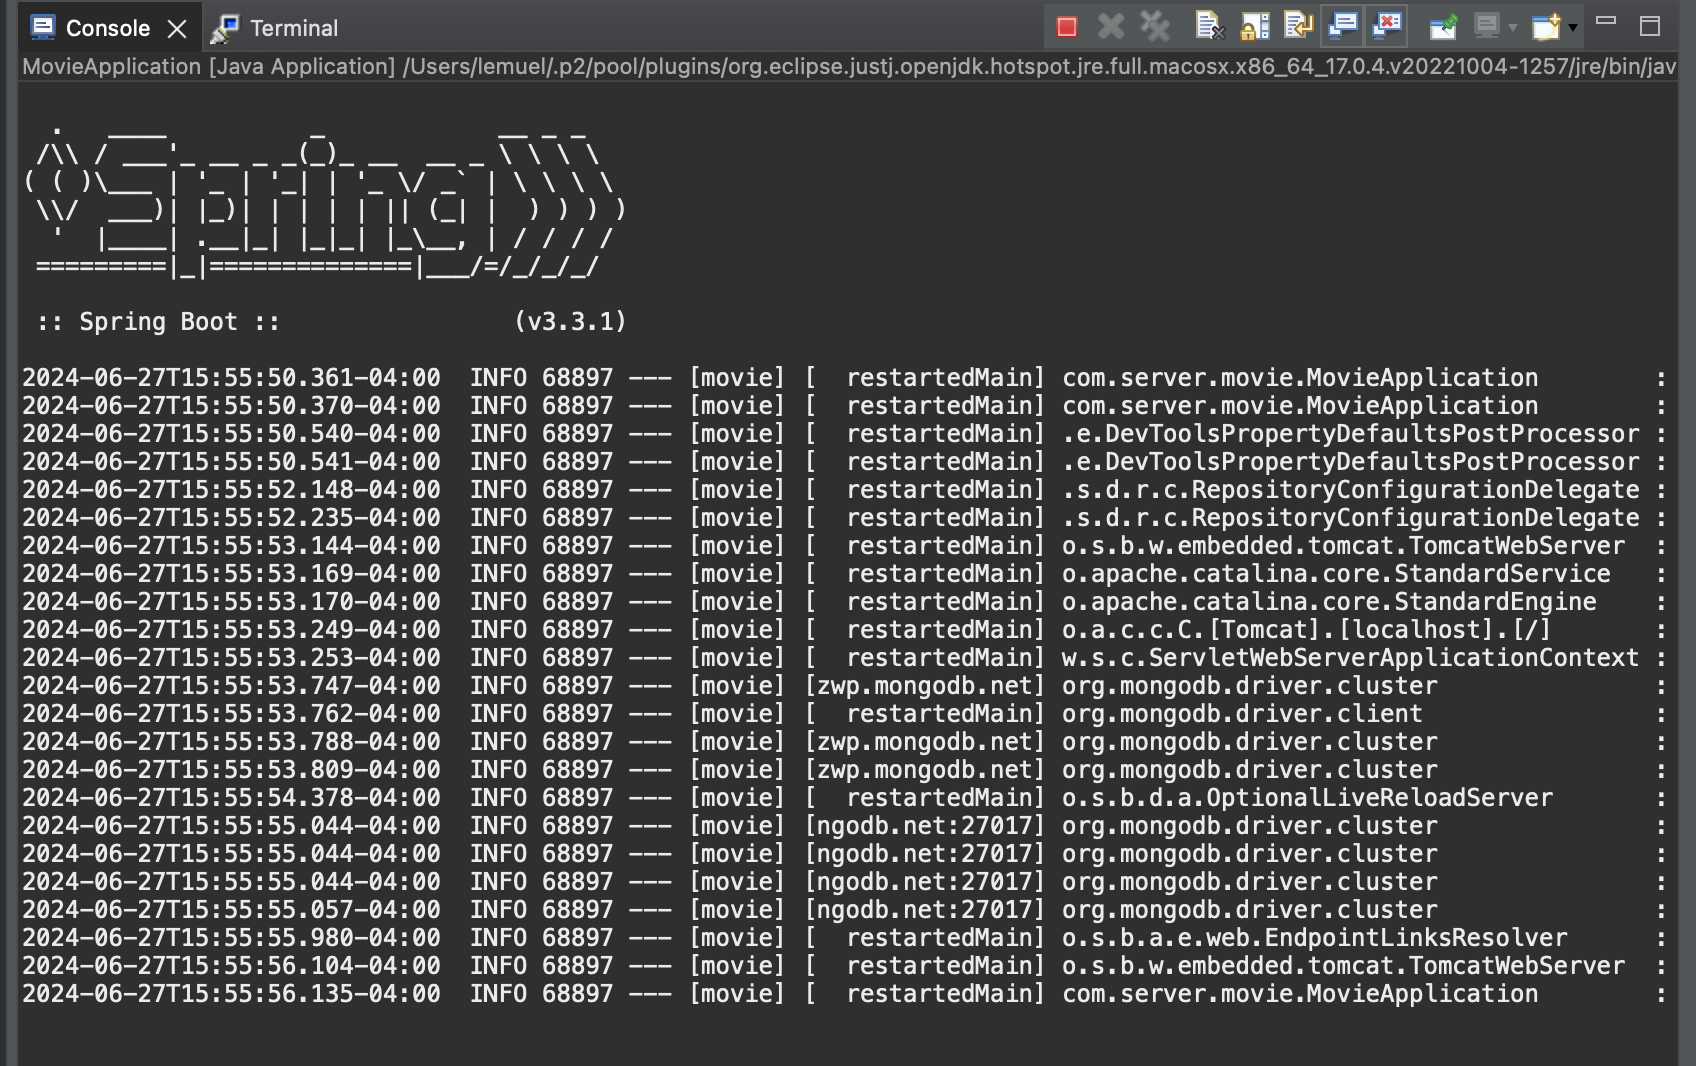 Console
Terminal
MovieApplication [Java Application] /Users/lemuel/.p2/pool/plugins/org.eclipse.justj.openjdk.hotspot.jre.full.macosx.x86_64_17.0.4.v20221004-1257/jre/bin/jav
  .   ____          _            __ _ _
 /\\ / ___'_ __ _ _(_)_ __  __ _ \ \ \ \
( ( )\___ | '_ | '_| | '_ \/ _` | \ \ \ \
 \\/  ___)| |_)| | | | | || (_| |  ) ) ) )
  '  |____| .__|_| |_|_| |_\__, | / / / /
 =========|_|==============|___/=/_/_/_/
 :: Spring Boot ::                (v3.3.1)
2024-06-27T15:55:50.361-04:00  INFO 68897 --- [movie] [  restartedMain] com.server.movie.MovieApplication        :
2024-06-27T15:55:50.370-04:00  INFO 68897 --- [movie] [  restartedMain] com.server.movie.MovieApplication        :
2024-06-27T15:55:50.540-04:00  INFO 68897 --- [movie] [  restartedMain] .e.DevToolsPropertyDefaultsPostProcessor :
2024-06-27T15:55:50.541-04:00  INFO 68897 --- [movie] [  restartedMain] .e.DevToolsPropertyDefaultsPostProcessor :
2024-06-27T15:55:52.148-04:00  INFO 68897 --- [movie] [  restartedMain] .s.d.r.c.RepositoryConfigurationDelegate :
2024-06-27T15:55:52.235-04:00  INFO 68897 --- [movie] [  restartedMain] .s.d.r.c.RepositoryConfigurationDelegate :
2024-06-27T15:55:53.144-04:00  INFO 68897 --- [movie] [  restartedMain] o.s.b.w.embedded.tomcat.TomcatWebServer  :
2024-06-27T15:55:53.169-04:00  INFO 68897 --- [movie] [  restartedMain] o.apache.catalina.core.StandardService   :
2024-06-27T15:55:53.170-04:00  INFO 68897 --- [movie] [  restartedMain] o.apache.catalina.core.StandardEngine    :
2024-06-27T15:55:53.249-04:00  INFO 68897 --- [movie] [  restartedMain] o.a.c.c.C.[Tomcat].[localhost].[/]       :
2024-06-27T15:55:53.253-04:00  INFO 68897 --- [movie] [  restartedMain] w.s.c.ServletWebServerApplicationContext :
2024-06-27T15:55:53.747-04:00  INFO 68897 --- [movie] [zwp.mongodb.net] org.mongodb.driver.cluster               :
2024-06-27T15:55:53.762-04:00  INFO 68897 --- [movie] [  restartedMain] org.mongodb.driver.client                :
2024-06-27T15:55:53.788-04:00  INFO 68897 --- [movie] [zwp.mongodb.net] org.mongodb.driver.cluster               :
2024-06-27T15:55:53.809-04:00  INFO 68897 --- [movie] [zwp.mongodb.net] org.mongodb.driver.cluster               :
2024-06-27T15:55:54.378-04:00  INFO 68897 --- [movie] [  restartedMain] o.s.b.d.a.OptionalLiveReloadServer       :
2024-06-27T15:55:55.044-04:00  INFO 68897 --- [movie] [ngodb.net:27017] org.mongodb.driver.cluster               :
2024-06-27T15:55:55.044-04:00  INFO 68897 --- [movie] [ngodb.net:27017] org.mongodb.driver.cluster               :
2024-06-27T15:55:55.044-04:00  INFO 68897 --- [movie] [ngodb.net:27017] org.mongodb.driver.cluster               :
2024-06-27T15:55:55.057-04:00  INFO 68897 --- [movie] [ngodb.net:27017] org.mongodb.driver.cluster               :
2024-06-27T15:55:55.980-04:00  INFO 68897 --- [movie] [  restartedMain] o.s.b.a.e.web.EndpointLinksResolver      :
2024-06-27T15:55:56.104-04:00  INFO 68897 --- [movie] [  restartedMain] o.s.b.w.embedded.tomcat.TomcatWebServer  :
2024-06-27T15:55:56.135-04:00  INFO 68897 --- [movie] [  restartedMain] com.server.movie.MovieApplication        :